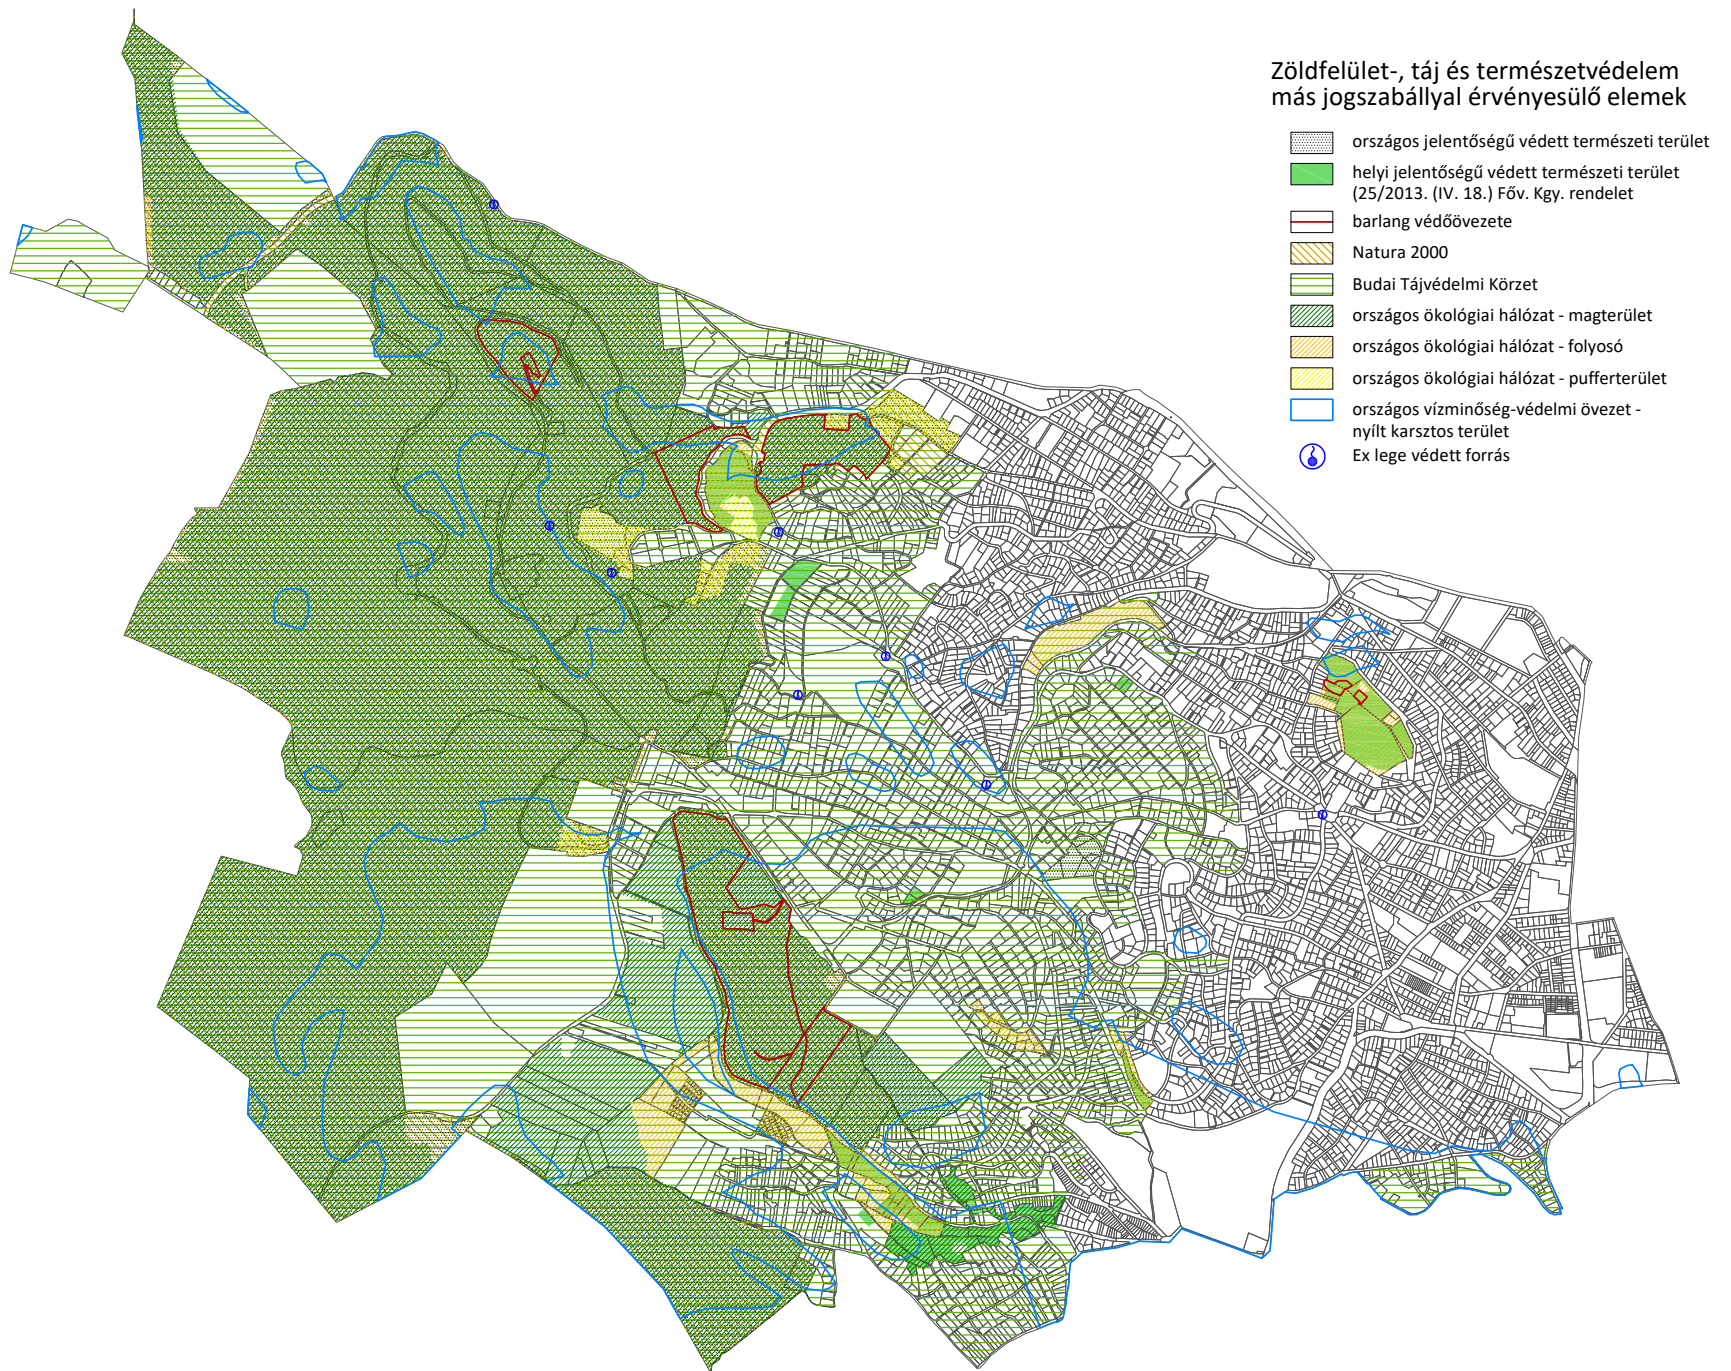 Zöldfelület-, táj és természetvédelem
más jogszabállyal érvényesülő elemek
országos jelentőségű védett természeti terület
helyi jelentőségű védett természeti terület
(25/2013. (IV. 18.) Főv. Kgy. rendelet
barlang védőövezete
Natura 2000
Budai Tájvédelmi Körzet
országos ökológiai hálózat - magterület
országos ökológiai hálózat - folyosó
országos ökológiai hálózat - pufferterület
országos vízminőség-védelmi övezet -
nyílt karsztos terület
Ex lege védett forrás